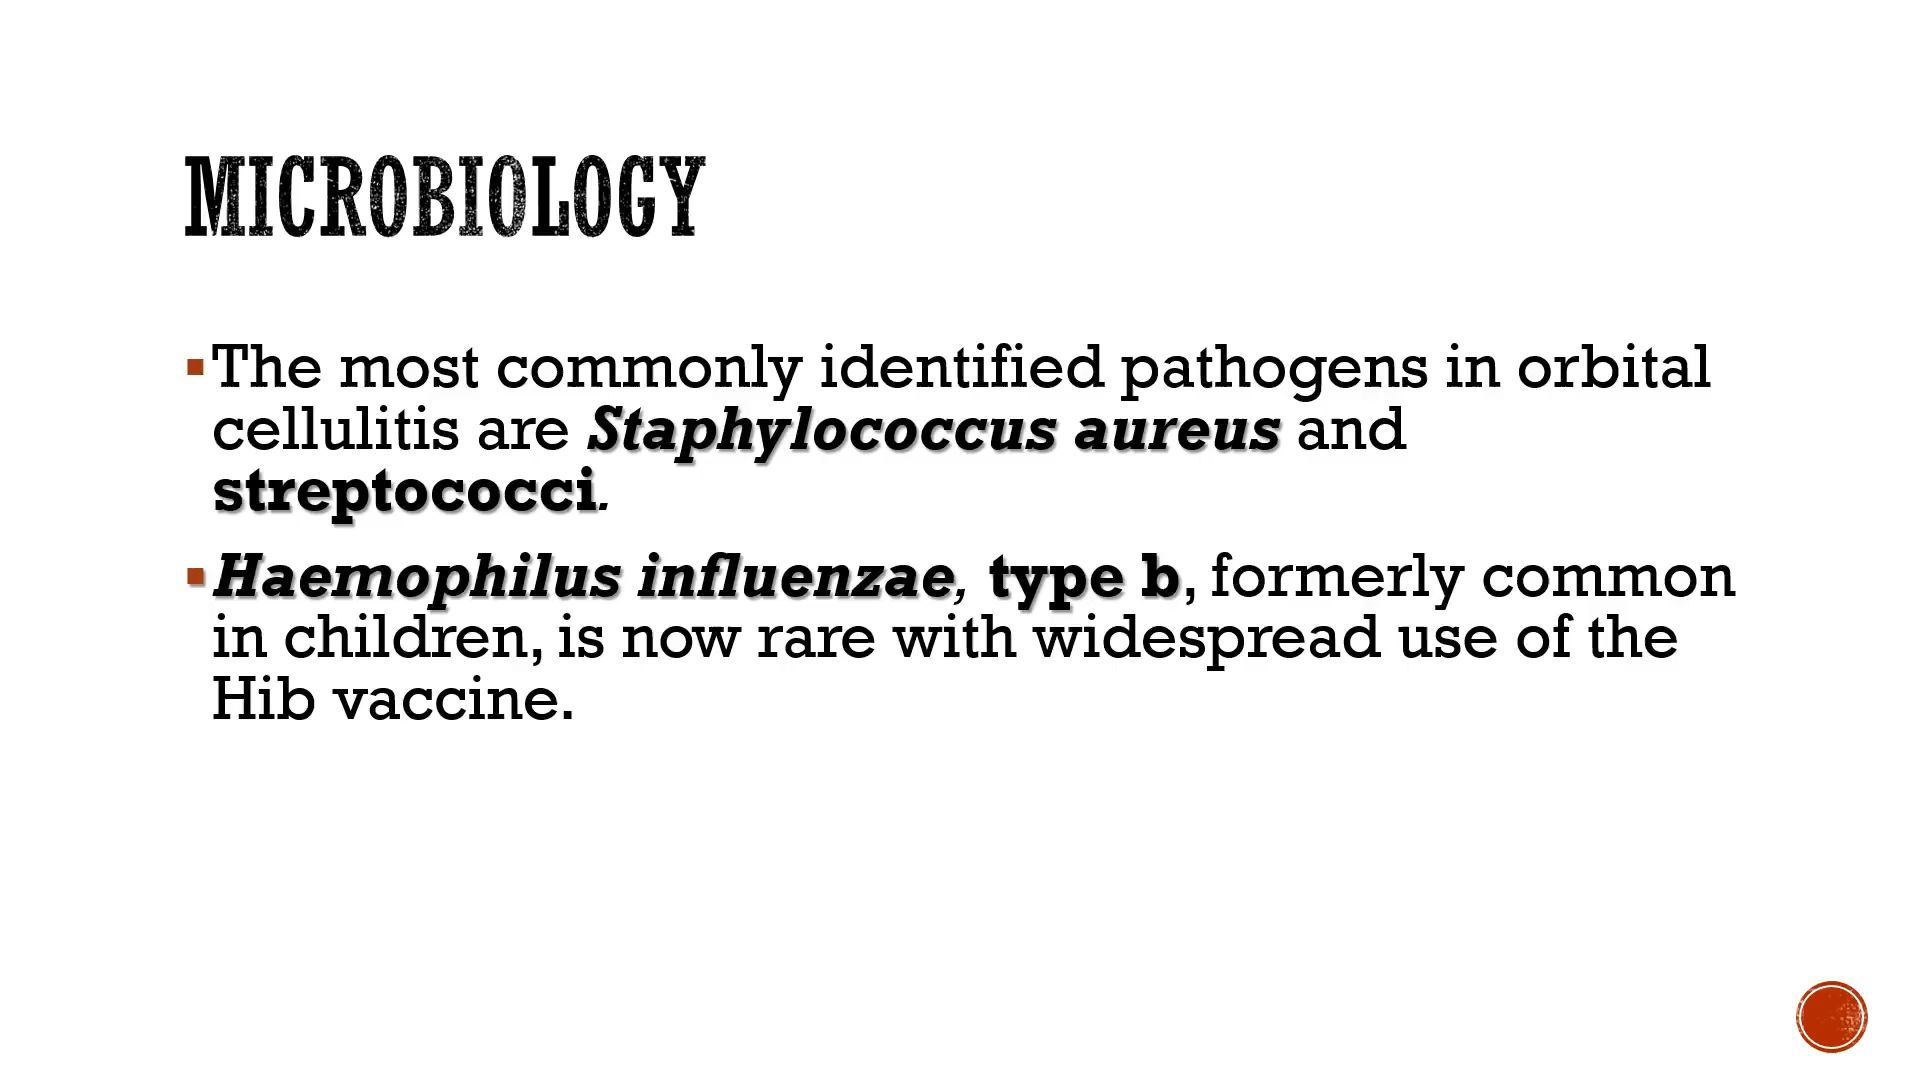 MICROBIOLOGY
▪The most commonly identified pathogens in orbital
cellulitis are Staphylococcus aureus and
streptococci.
▪Haemophilus influenzae, type b, formerly common
in children, is now rare with widespread use of the
Hib vaccine.